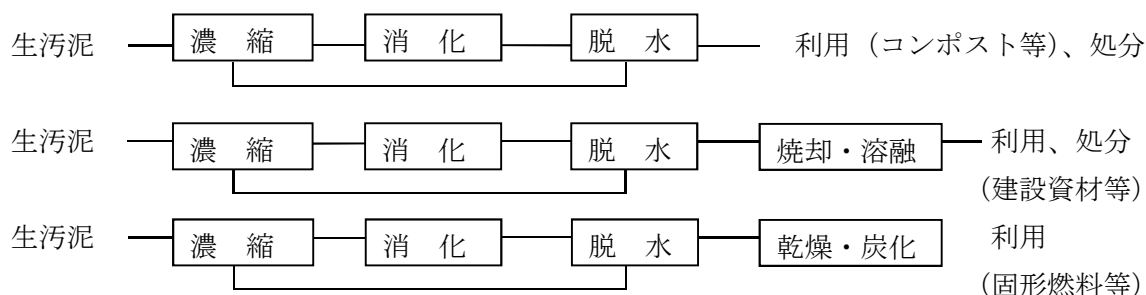 生汚泥 濃 縮 消 化 脱 水 利用（コンポスト等）、処分
生汚泥 濃 縮 消 化 脱 水 焼却・溶融 利用、処分
（建設資材等）
生汚泥 濃 縮 消 化 脱 水 乾燥・炭化 利用
（固形燃料等）